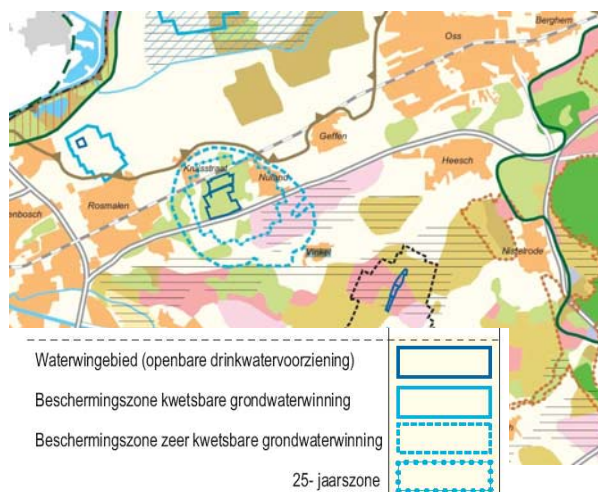 Berghem
Oss
Geffen
Kruisstraat
Nuland
Heesch
Rosmalen
enbosch
Vinkel
Nistelrode
Waterwingebied (openbare drinkwatervoorziening)
Beschermingszone kwetsbare grondwaterwinning
Beschermingszone zeer kwetsbare grondwaterwinning
25- jaarszone